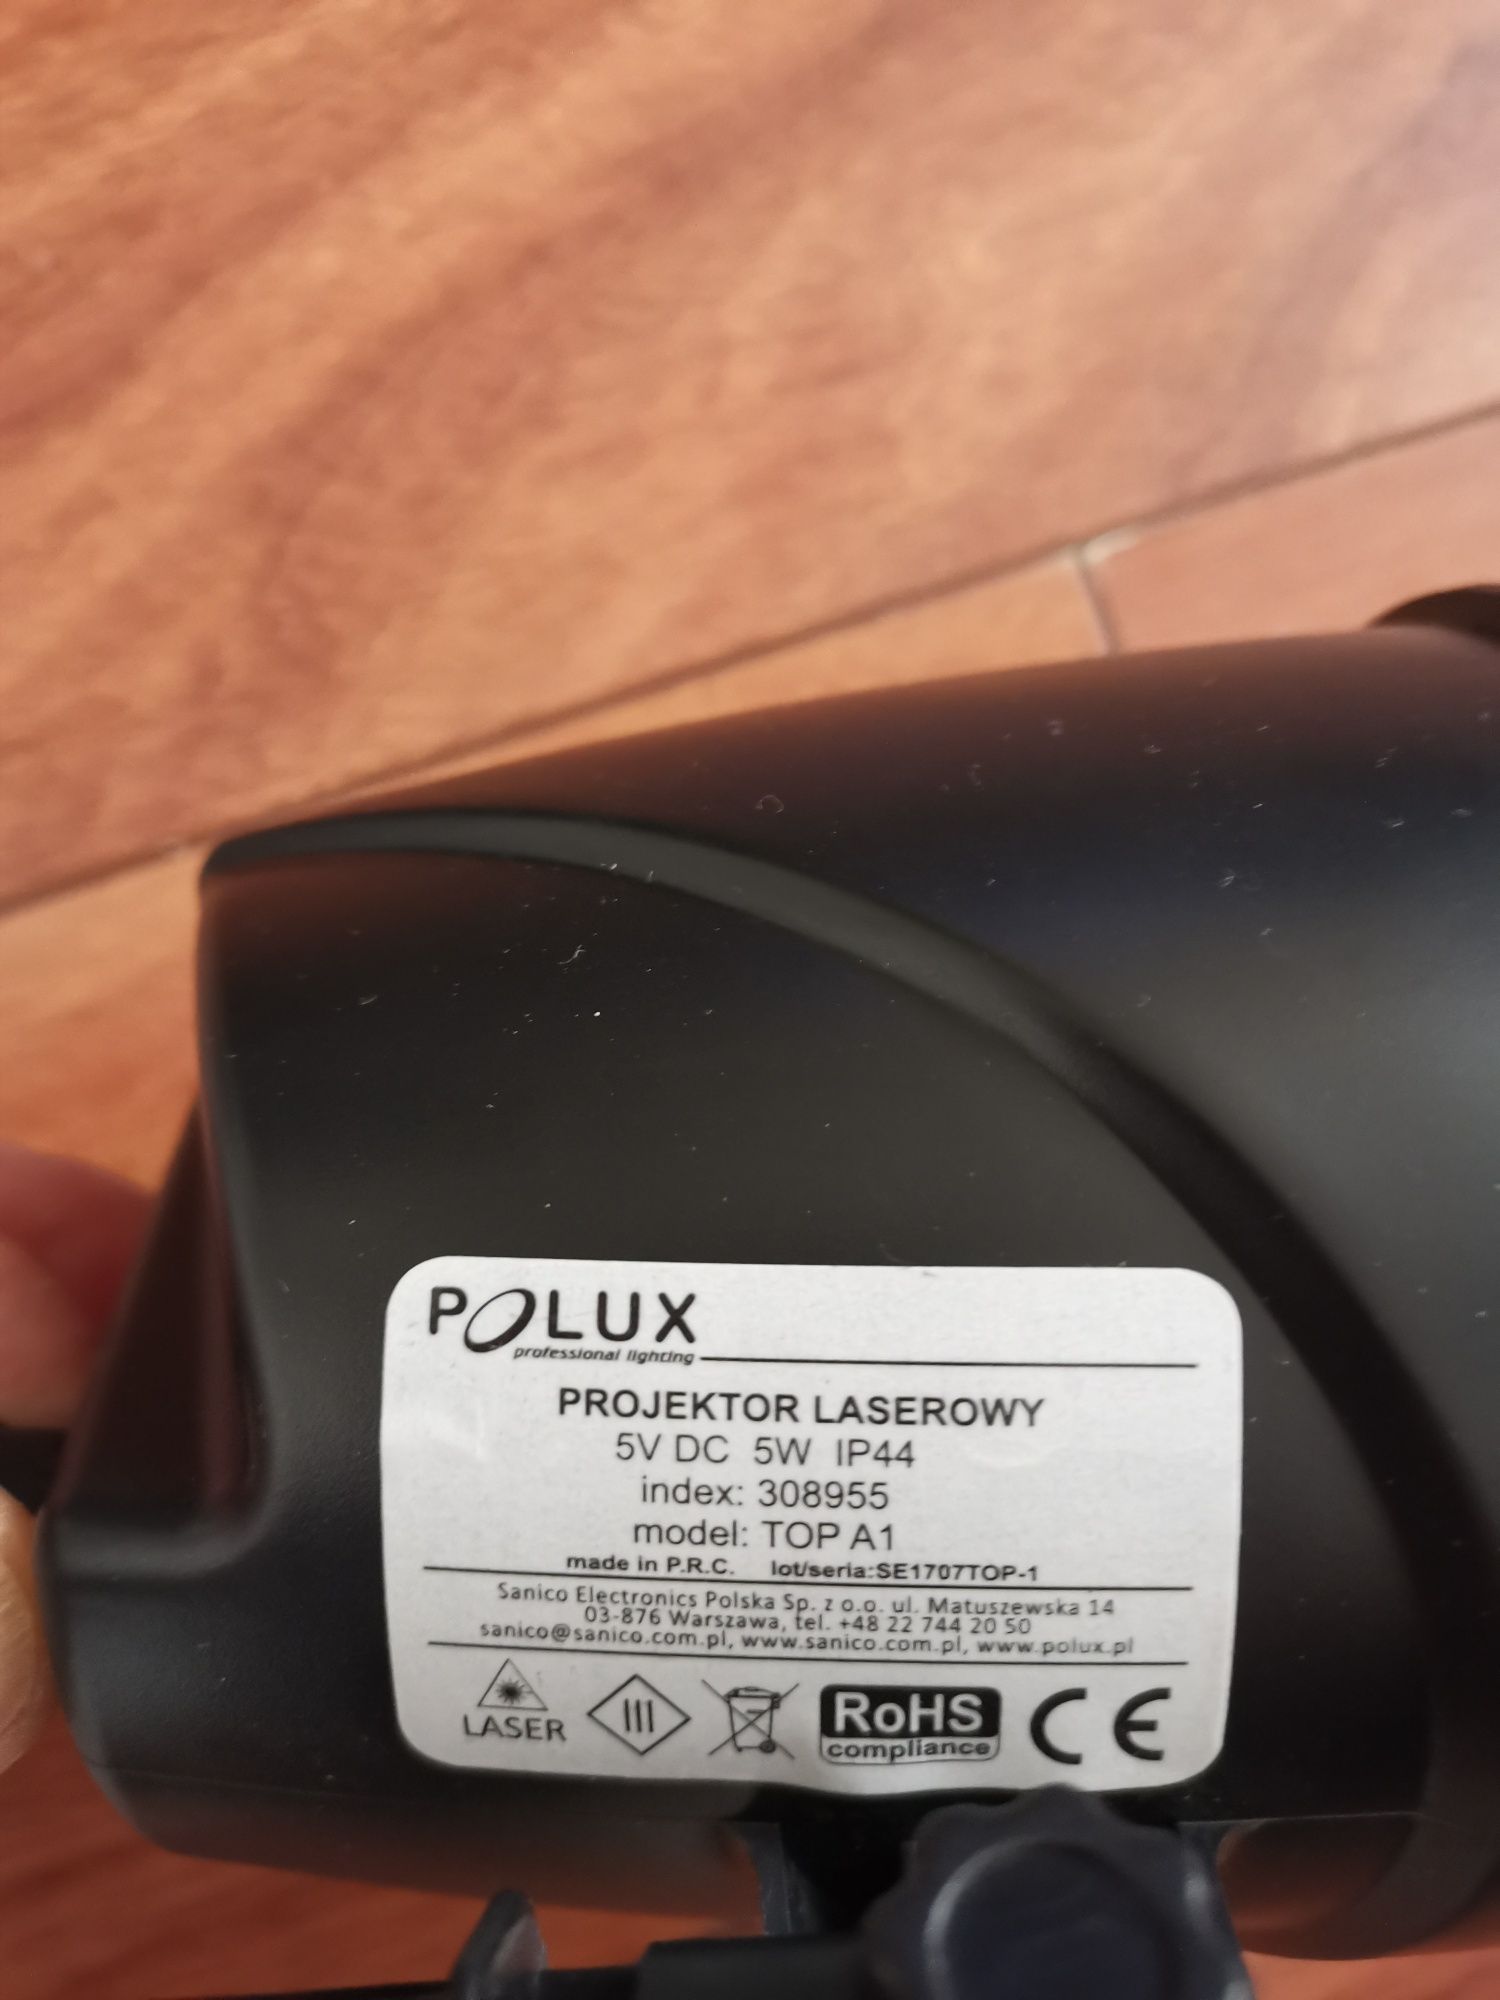 POLUX
professional lighting
PROJEKTOR LASEROWY
5V DC 5W IP44
index: 308955
model: TOP A1
made in P.R.C. lot/seria:SE1707TOP-1
Sanico Electronics Polska Sp. z o.o. ul. Matuszewska 14
03-876 Warszawa, tel. +48 22 744 20 50
sanico@sanico.com.pl, www.sanico.com.pl, www.polux.pl
LASER
III
RoHS
compliance
CE